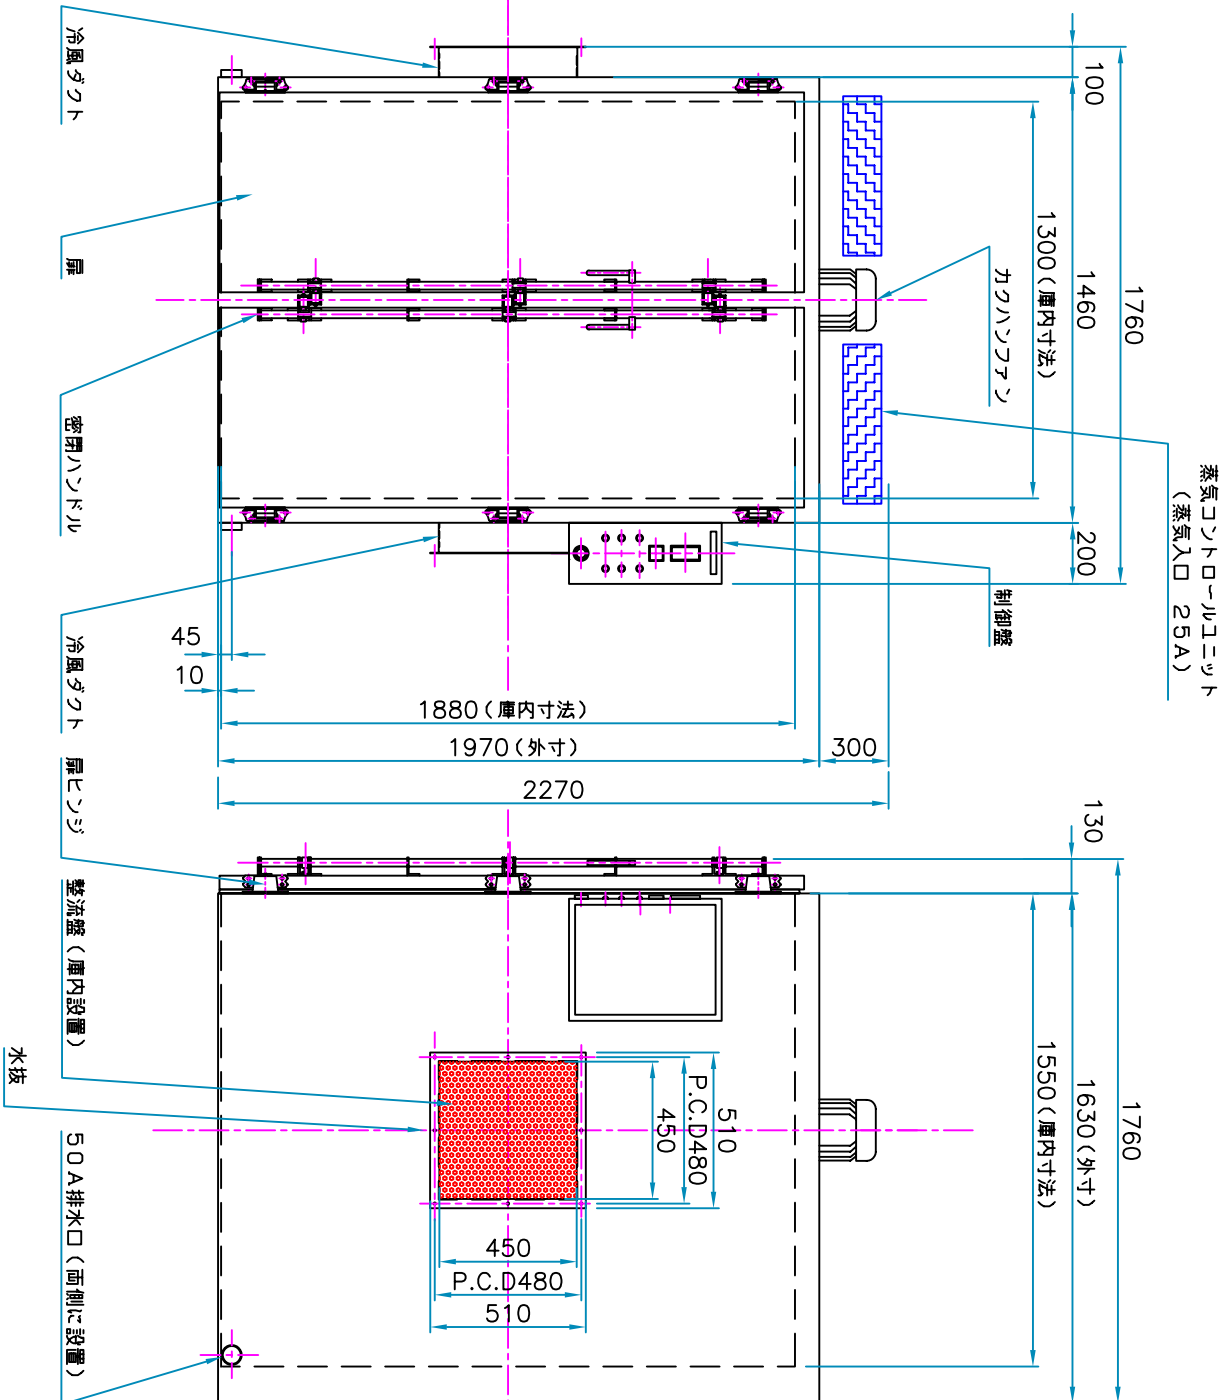 蒸気コントロールユニット
(蒸気入口 25A)
1760
1760
100
1460
200
130
1630(外寸)
1300(庫内寸法)
1550(庫内寸法)
カクハンファン
制御盤
510
P.C.D480
450
45
10
1880(庫内寸法)
1970(外寸)
300
2270
450
P.C.D480
510
冷風ダクト
扉
密閉ハンドル
冷風ダクト
扉ヒンジ
整流盤(庫内設置)
50A排水口(両側に設置)
水抜